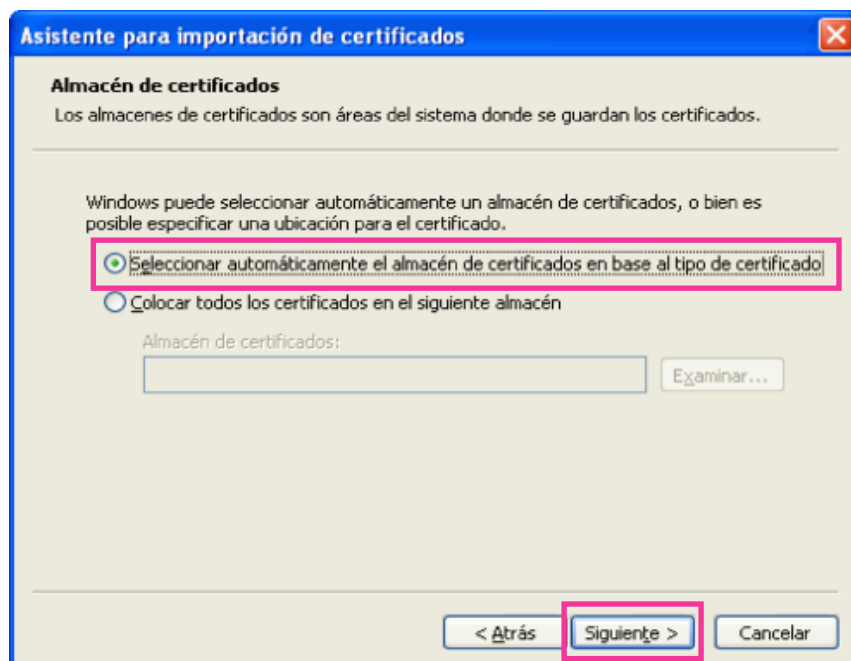 Asistente para importación de certificados
Almacén de certificados
Los almacenes de certificados son áreas del sistema donde se guardan los certificados.
Windows puede seleccionar automáticamente un almacén de certificados, o bien es
posible especificar una ubicación para el certificado.
Seleccionar automáticamente el almacén de certificados en base al tipo de certificado
Colocar todos los certificados en el siguiente almacén
Almacén de certificados:
Examinar...
< Atrás Siguiente > Cancelar